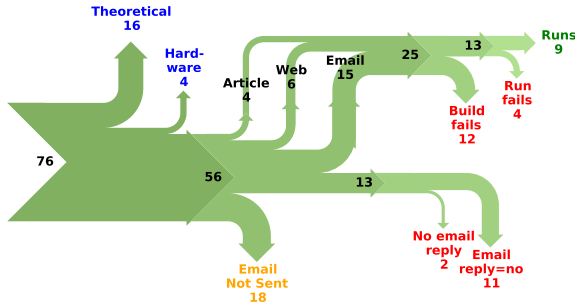 Theoretical
16
Hard-
ware
4
Article
4
Web
6
Email
15
25
13
Runs
9
Run
fails
4
Build
fails
12
76
56
13
No email
reply
2
Email
reply=no
11
Email
Not Sent
18